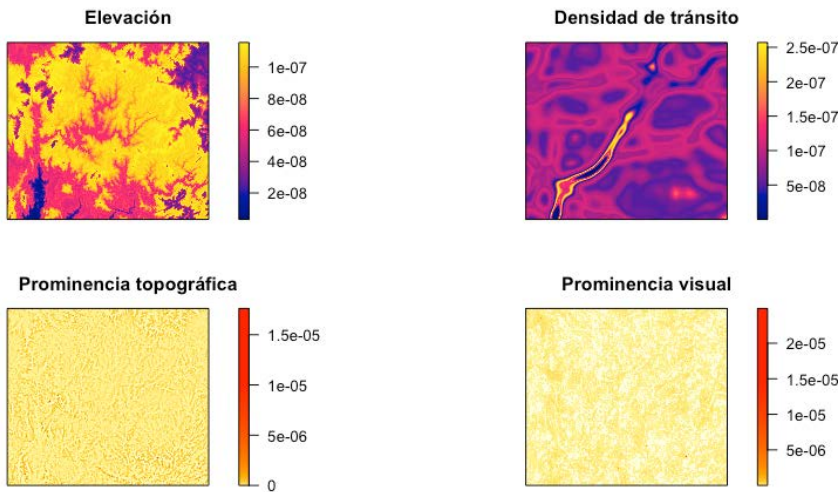 Elevación
1e-07
8e-08
6e-08
4e-08
2e-08
Densidad de tránsito
2.5e-07
2e-07
1.5e-07
1e-07
5e-08
Prominencia topográfica
1.5e-05
1e-05
5e-06
0
Prominencia visual
2e-05
1.5e-05
1e-05
5e-06